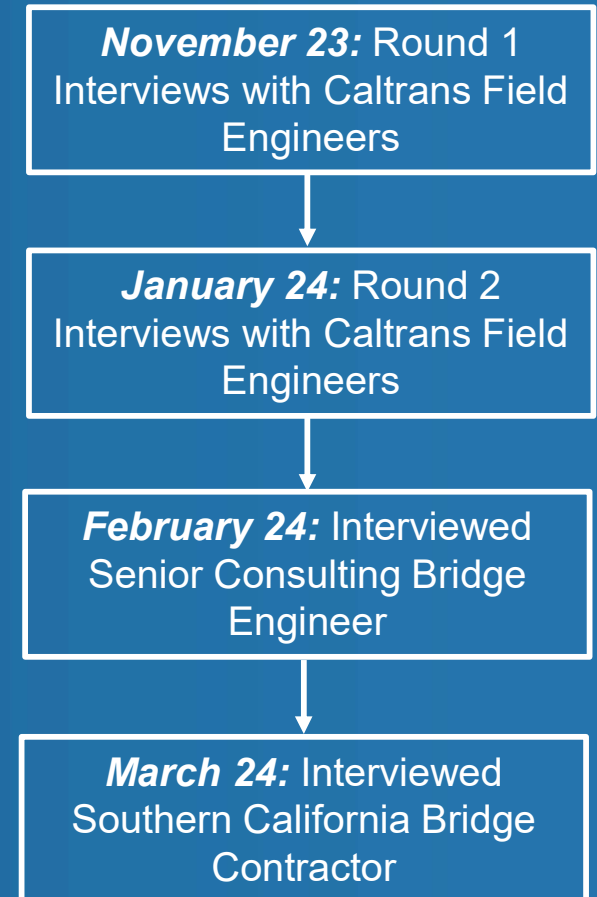 November 23: Round 1
Interviews with Caltrans Field
Engineers
January 24: Round 2
Interviews with Caltrans Field
Engineers
February 24: Interviewed
Senior Consulting Bridge
Engineer
March 24: Interviewed
Southern California Bridge
Contractor